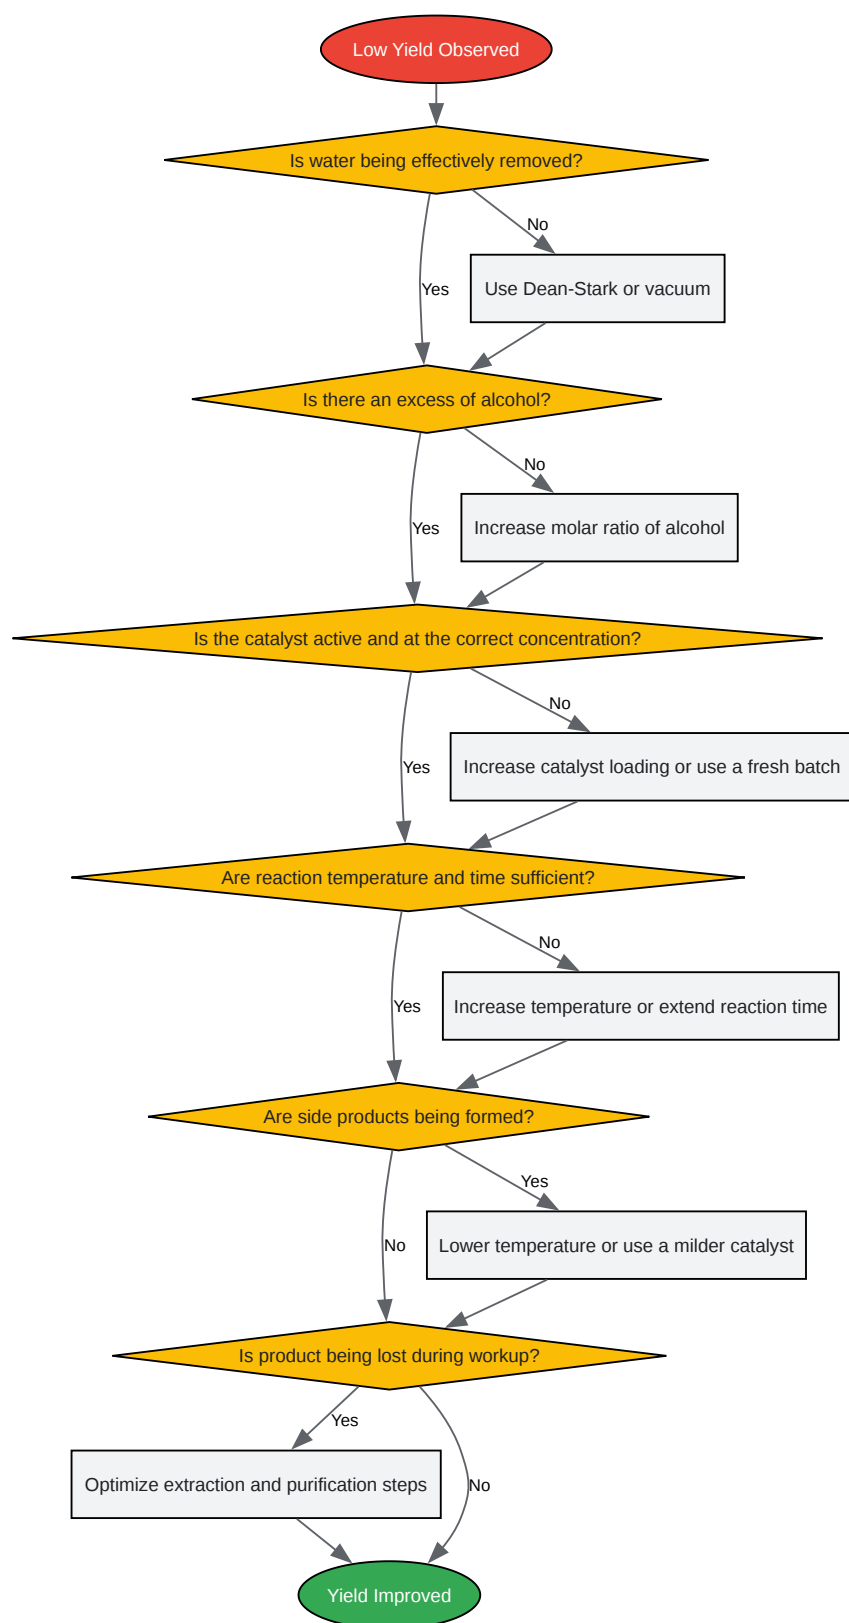 Low Yield Observed
Is water being effectively removed?
No
Yes
Use Dean-Stark or vacuum
Is there an excess of alcohol?
No
Yes
Increase molar ratio of alcohol
Is the catalyst active and at the correct concentration?
No
Yes
Increase catalyst loading or use a fresh batch
Are reaction temperature and time sufficient?
No
Yes
Increase temperature or extend reaction time
Are side products being formed?
Yes
No
Lower temperature or use a milder catalyst
Is product being lost during workup?
Yes
Optimize extraction and purification steps
No
Yield Improved